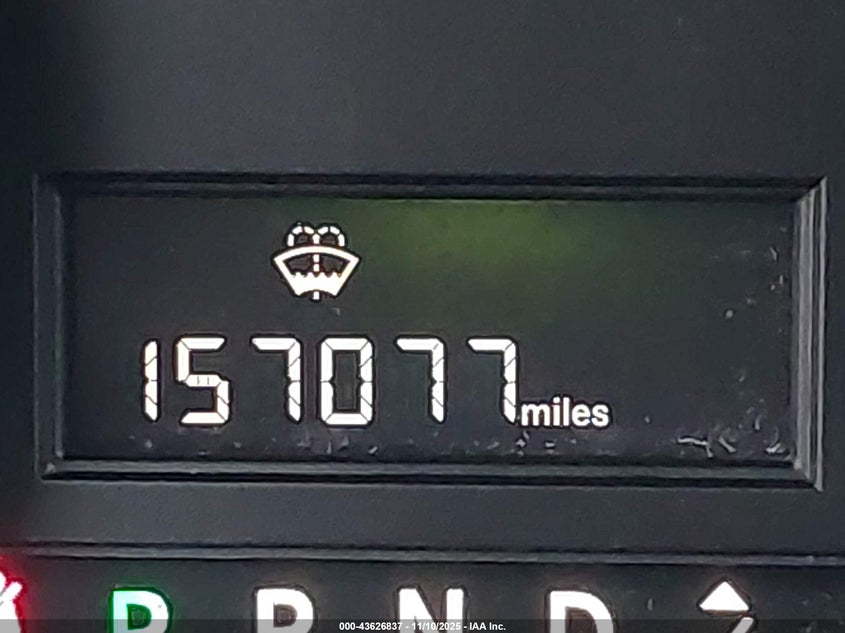 157077miles
P R N D
000-43626837 - 11/10/2025 - IAA Inc.